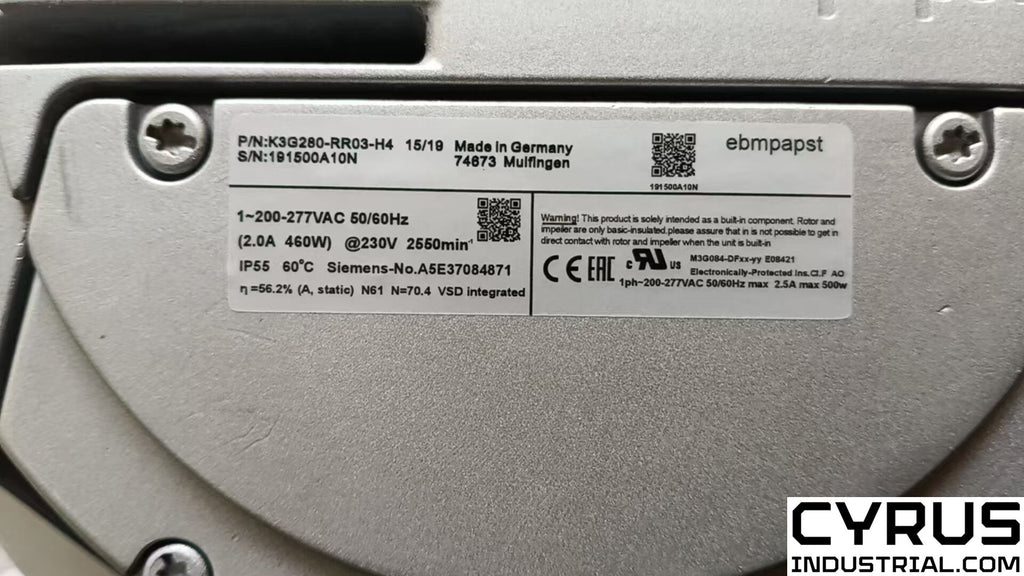 P/N:K3G280-RR03-H4 15/19 Made in Germany
S/N:191500A10N 74673 Mulfingen
ebmpapst
191500A10N
1~200-277VAC 50/60Hz
(2.0A 460W) @230V 2550min⁻¹
IP55 60°C Siemens-No.A5E37084871
η =56.2% (A, static) N61 N=70.4 VSD integrated
Warning! This product is solely intended as a built-in component. Rotor and
impeller are only basic-insulated,please assure that in is not possible to get in
direct contact with rotor and impeller when the unit is built-in
CE EAC c RU us M3G084-DFxx-yy E08421
Electronically-Protected Ins.Cl.F AO
1ph~200-277VAC 50/60Hz max 2.5A max 500w
CYRUS
INDUSTRIAL.COM